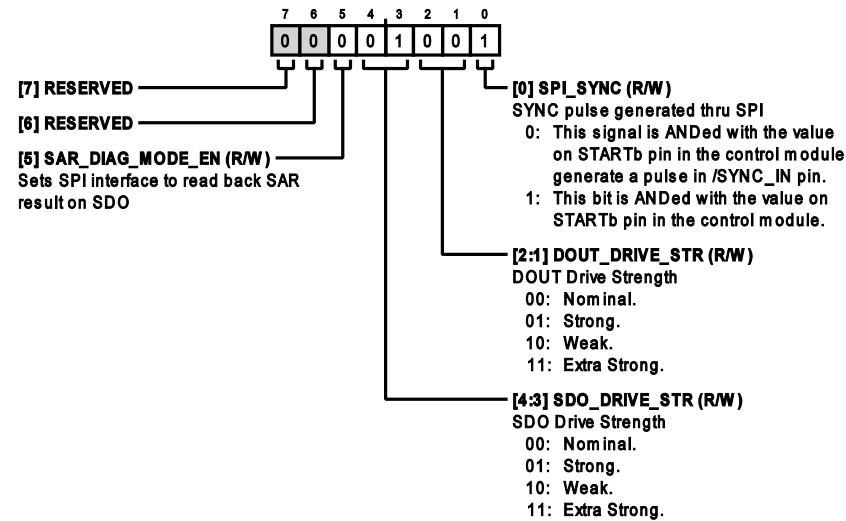 7 6 5 4 3 2 1 0
0 0 0 0 1 0 0 1
[7] RESERVED
[6] RESERVED
[5] SAR_DIAG_MODE_EN (R/W)
Sets SPI interface to read back SAR
result on SDO
[0] SPI_SYNC (R/W)
SYNC pulse generated thru SPI
0: This signal is ANDed with the value
on STARTb pin in the control module
generate a pulse in /SYNC_IN pin.
1: This bit is ANDed with the value on
STARTb pin in the control module.
[2:1] DOUT_DRIVE_STR (R/W)
DOUT Drive Strength
00: Nominal.
01: Strong.
10: Weak.
11: Extra Strong.
[4:3] SDO_DRIVE_STR (R/W)
SDO Drive Strength
00: Nominal.
01: Strong.
10: Weak.
11: Extra Strong.